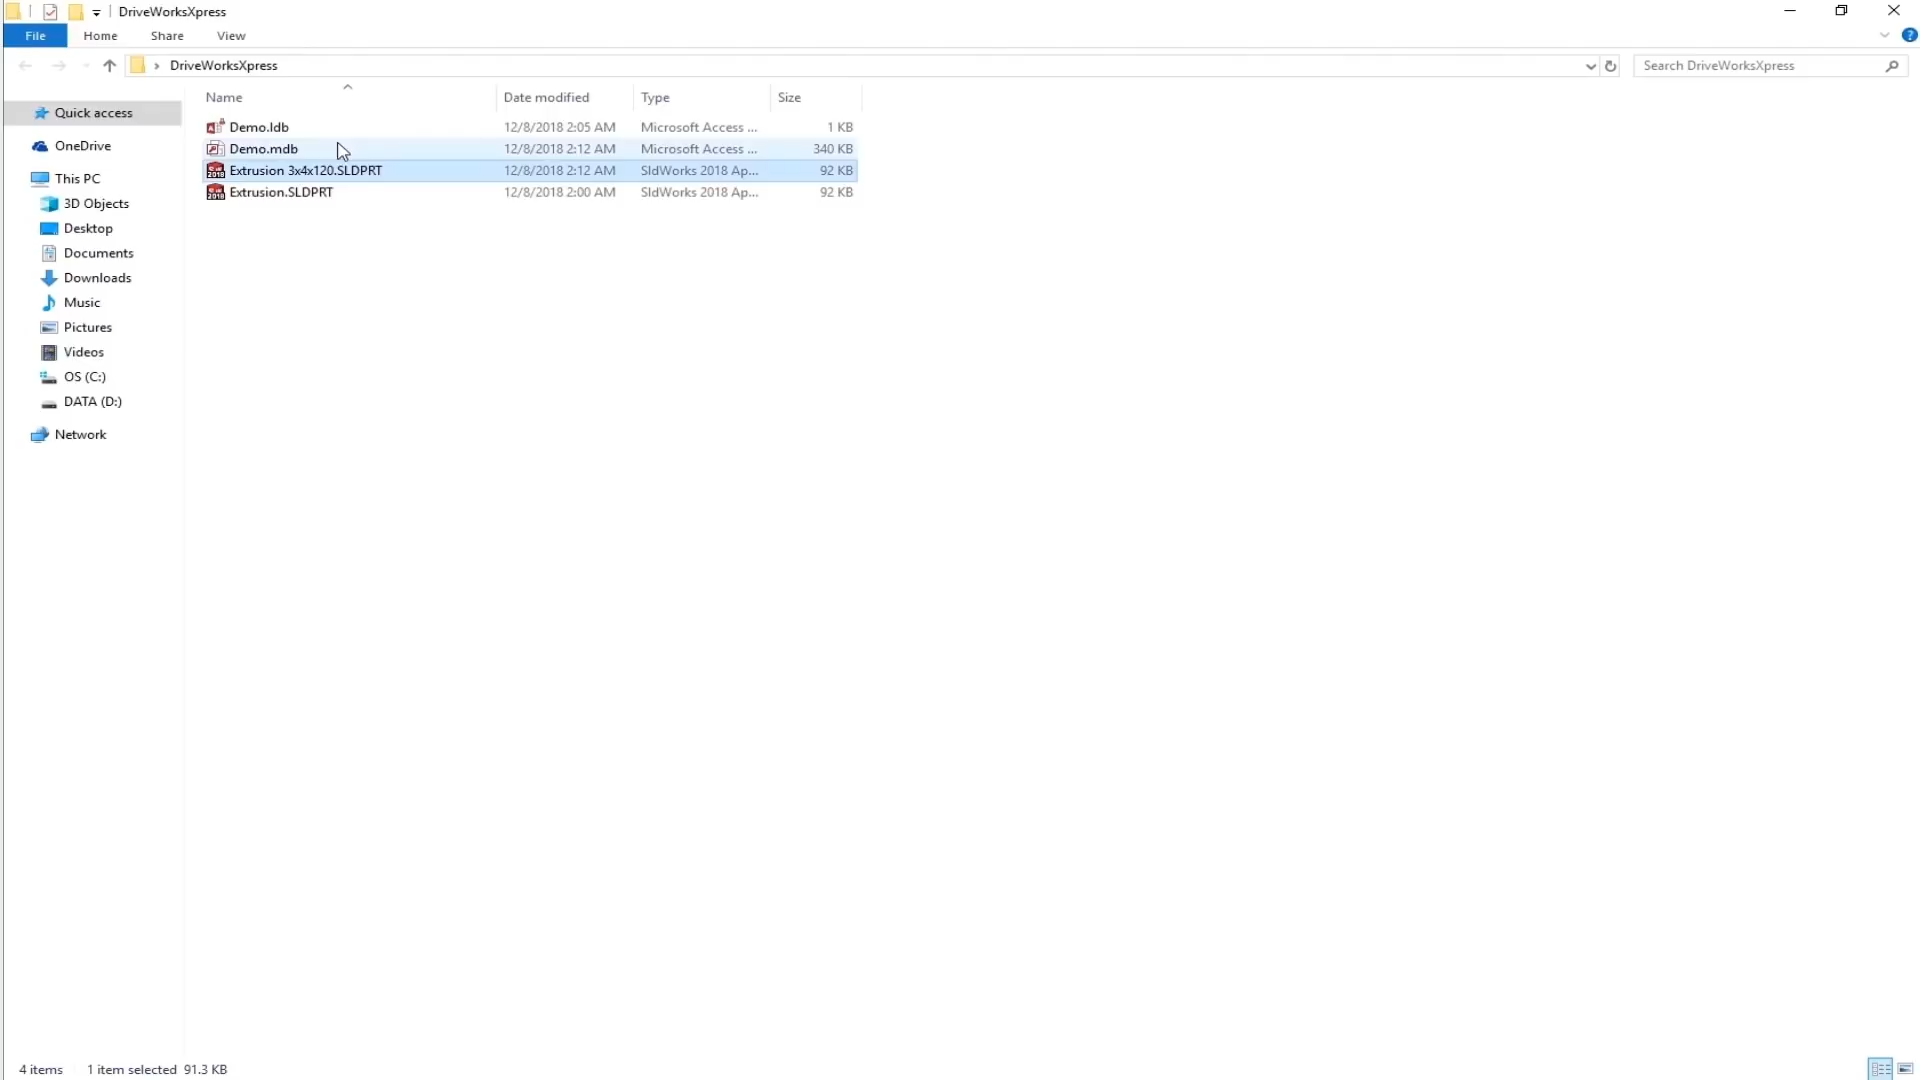 DriveWorksXpress
File Home Share View
DriveWorksXpress
Search DriveWorksXpress
Name Date modified Type Size
Quick access
OneDrive
This PC
3D Objects
Desktop
Documents
Downloads
Music
Pictures
Videos
OS (C:)
DATA (D:)
Network
Demo.ldb 12/8/2018 2:05 AM Microsoft Access ... 1 KB
Demo.mdb 12/8/2018 2:12 AM Microsoft Access ... 340 KB
Extrusion 3x4x120.SLDPRT 12/8/2018 2:12 AM SldWorks 2018 Ap... 92 KB
Extrusion.SLDPRT 12/8/2018 2:00 AM SldWorks 2018 Ap... 92 KB
4 items 1 item selected 91.3 KB